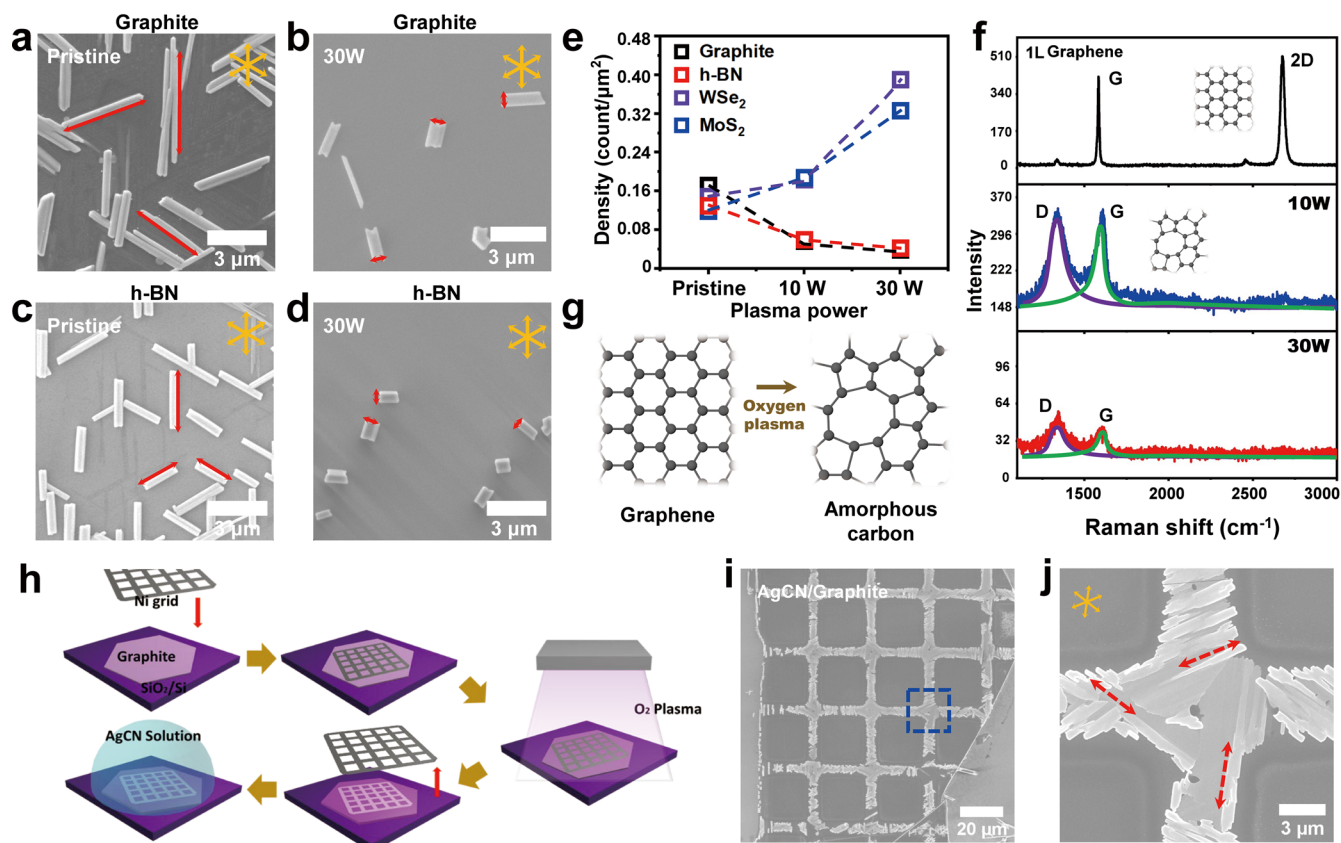 a
Graphite
Pristine
3 µm
b
Graphite
30W
3 µm
c
h-BN
Pristine
3 µm
d
h-BN
30W
3 µm
e
Density (count/µm²)
0.48
0.40
0.32
0.24
0.16
0.08
0.00
Graphite
h-BN
WSe₂
MoS₂
Pristine
10 W
30 W
Plasma power
f
Intensity
1L Graphene
510
340
170
0
G
2D
10W
370
296
222
148
D
G
30W
96
64
32
0
D
G
1500
2000
2500
3000
Raman shift (cm⁻¹)
g
Oxygen
plasma
Graphene
Amorphous
carbon
h
Ni grid
Graphite
SiO₂/Si
O₂ Plasma
AgCN Solution
i
AgCN/Graphite
20 µm
j
3 µm